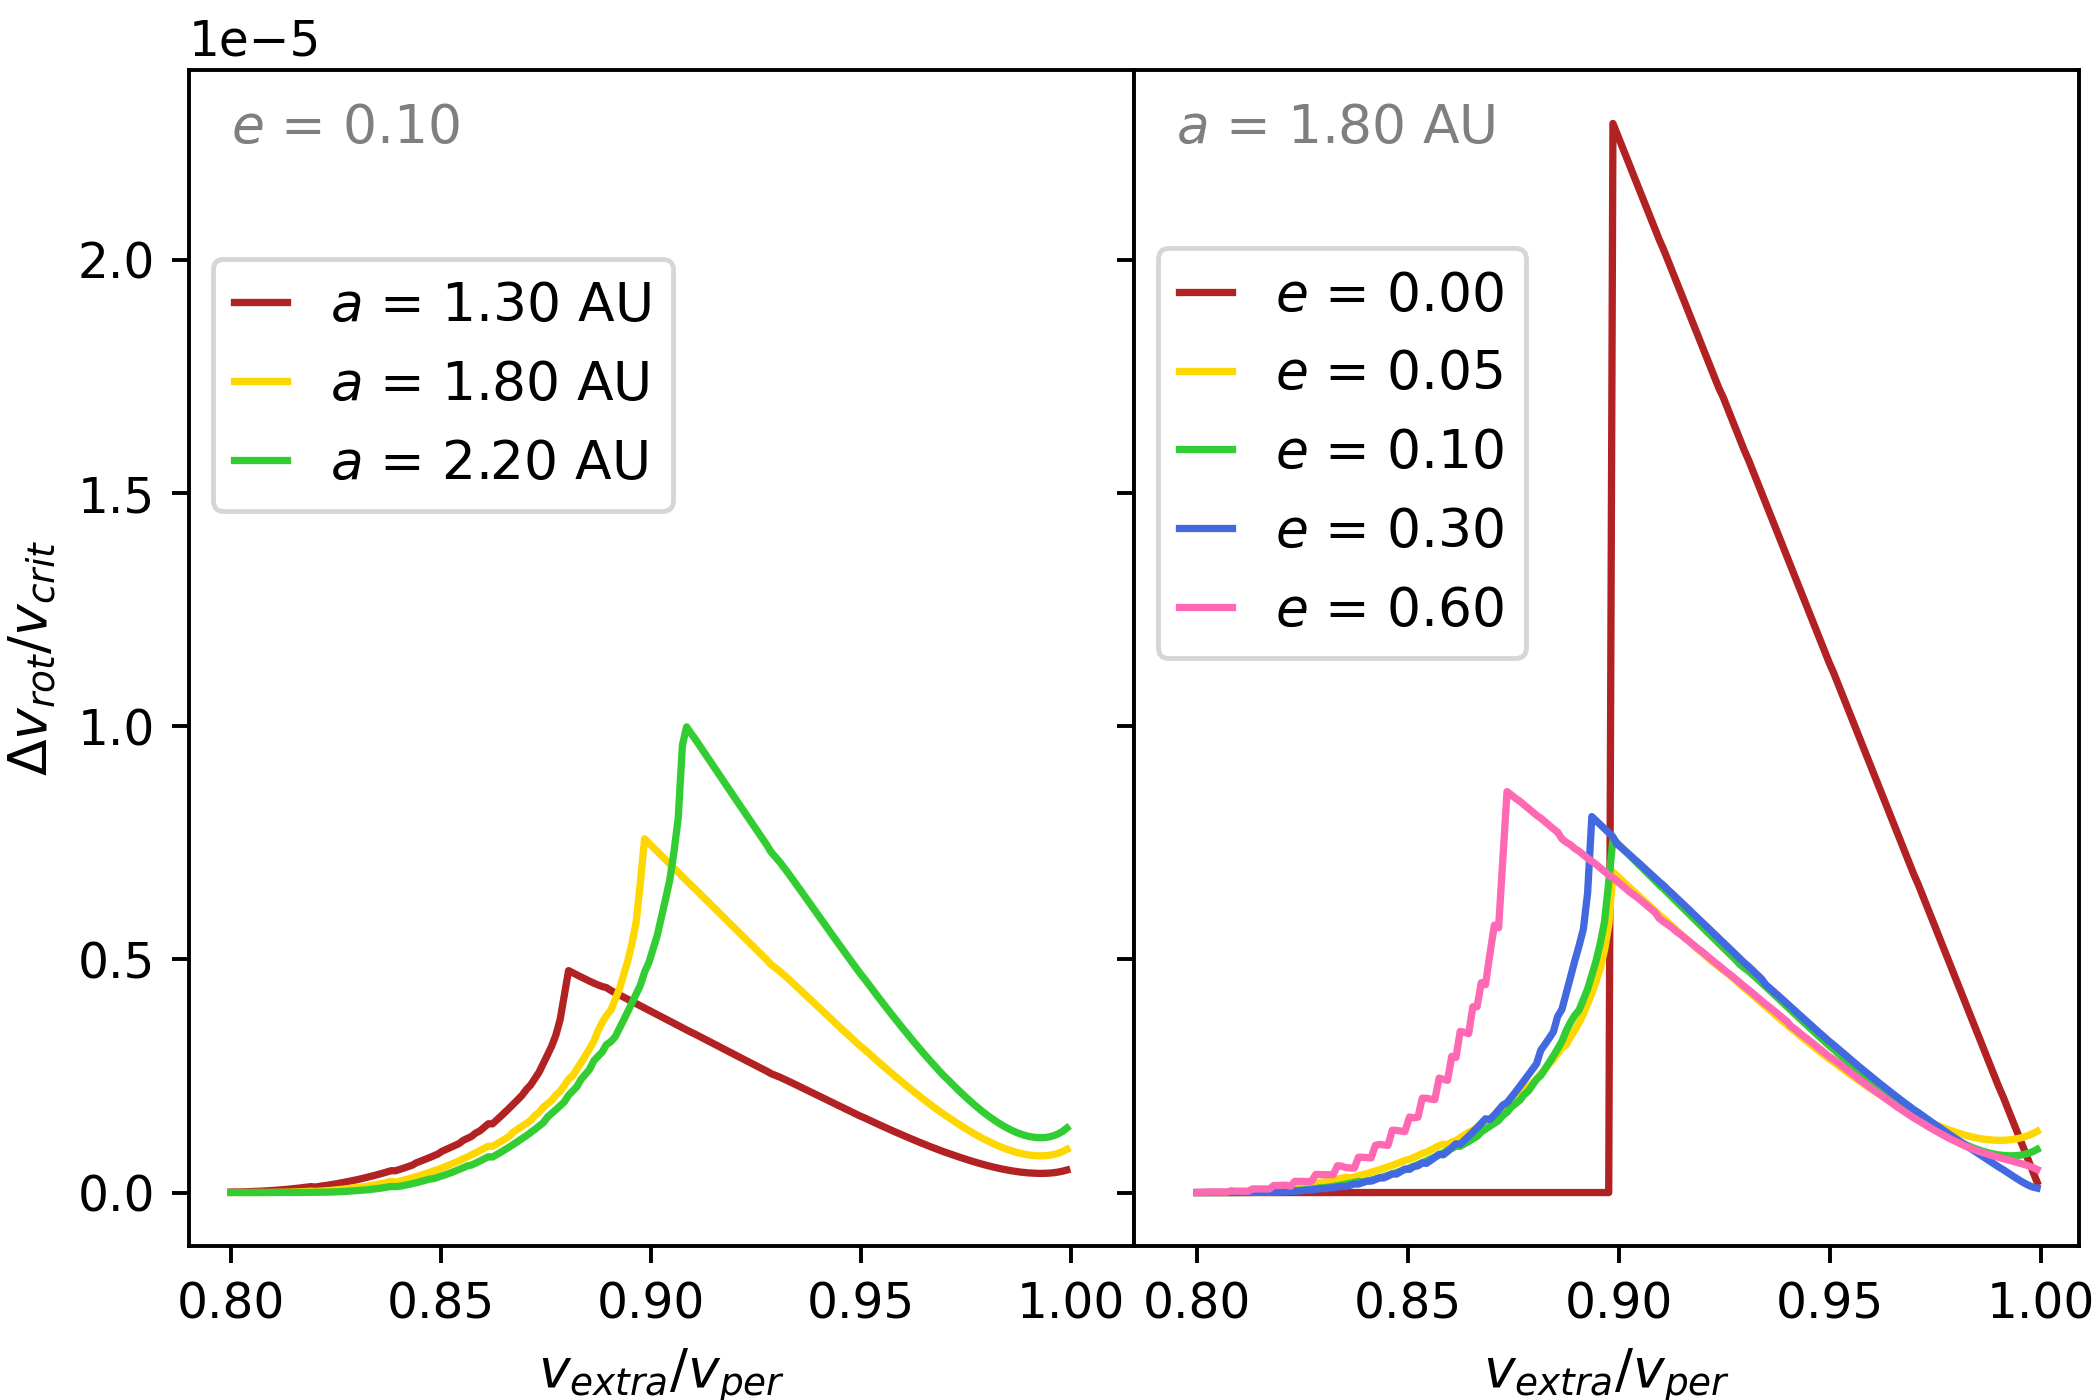 1e−5
e = 0.10
a = 1.30 AU
a = 1.80 AU
a = 2.20 AU
2.0
1.5
1.0
0.5
0.0
Δv_rot/v_crit
0.80 0.85 0.90 0.95 1.00
v_extra/v_per
a = 1.80 AU
e = 0.00
e = 0.05
e = 0.10
e = 0.30
e = 0.60
0.80 0.85 0.90 0.95 1.00
v_extra/v_per